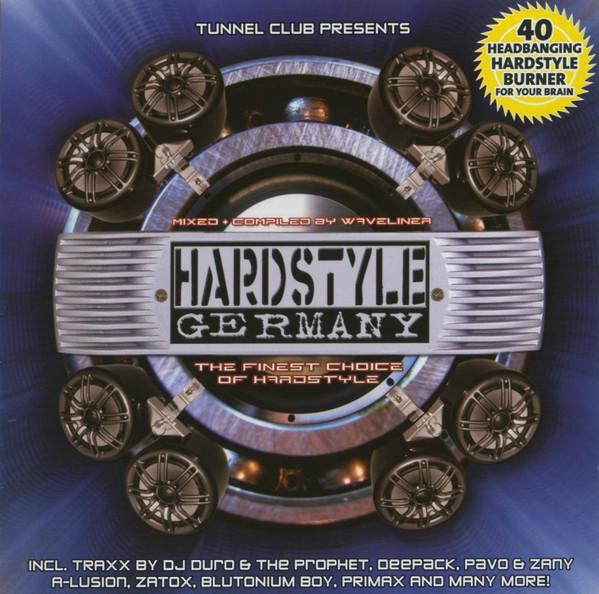 TUNNEL CLUB PRESENTS
40
HEADBANGING
HARDSTYLE
BURNER
FOR YOUR BRAIN
MIXED + COMPILED BY WAVELINER
HARDSTYLE
GERMANY
THE FINEST CHOICE
OF HARDSTYLE
INCL. TRAXX BY DJ DURO & THE PROPHET, DEEPACK, PAVO & ZANY
A-LUSION, ZATOX, BLUTONIUM BOY, PRIMAX AND MANY MORE!